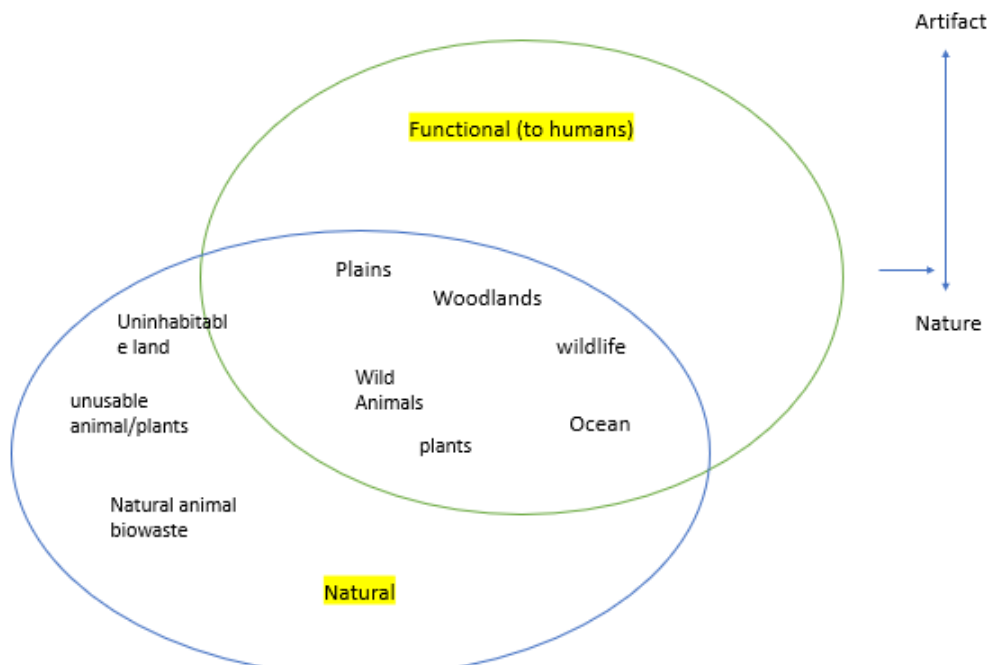 Artifact
Functional (to humans)
Plains
Woodlands
Uninhabitabl
e land
Nature
wildlife
Wild
Animals
unusable
animal/plants
Ocean
plants
Natural animal
biowaste
Natural